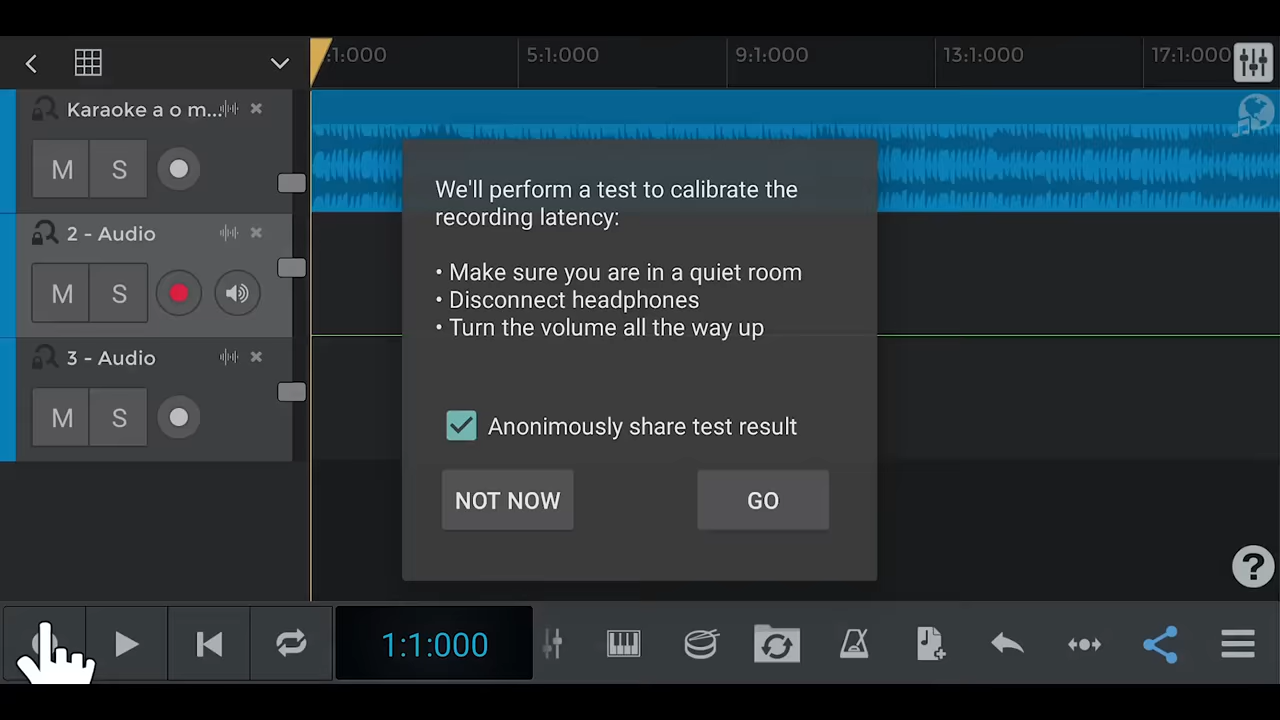 :1:000
5:1:000
9:1:000
13:1:000
17:1:000
Karaoke a o m...
M S
2 - Audio
M S
3 - Audio
M S
We'll perform a test to calibrate the
recording latency:
• Make sure you are in a quiet room
• Disconnect headphones
• Turn the volume all the way up
Anonimously share test result
NOT NOW
GO
?
1:1:000